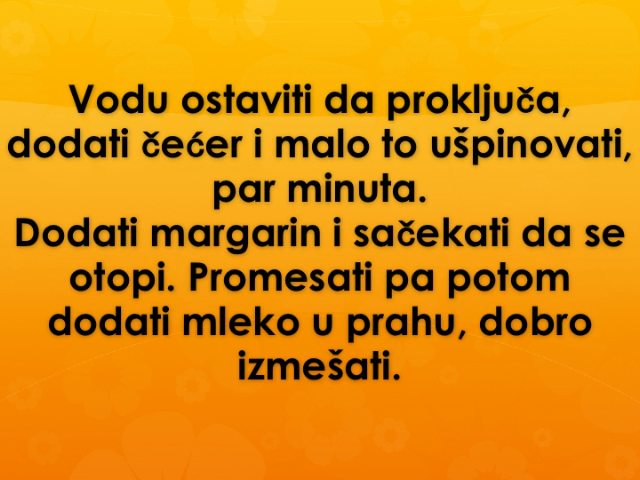 Vodu ostaviti da proključa,
dodati čećer i malo to ušpinovati,
par minuta.
Dodati margarin i sačekati da se
otopi. Promesati pa potom
dodati mleko u prahu, dobro
izmešati.